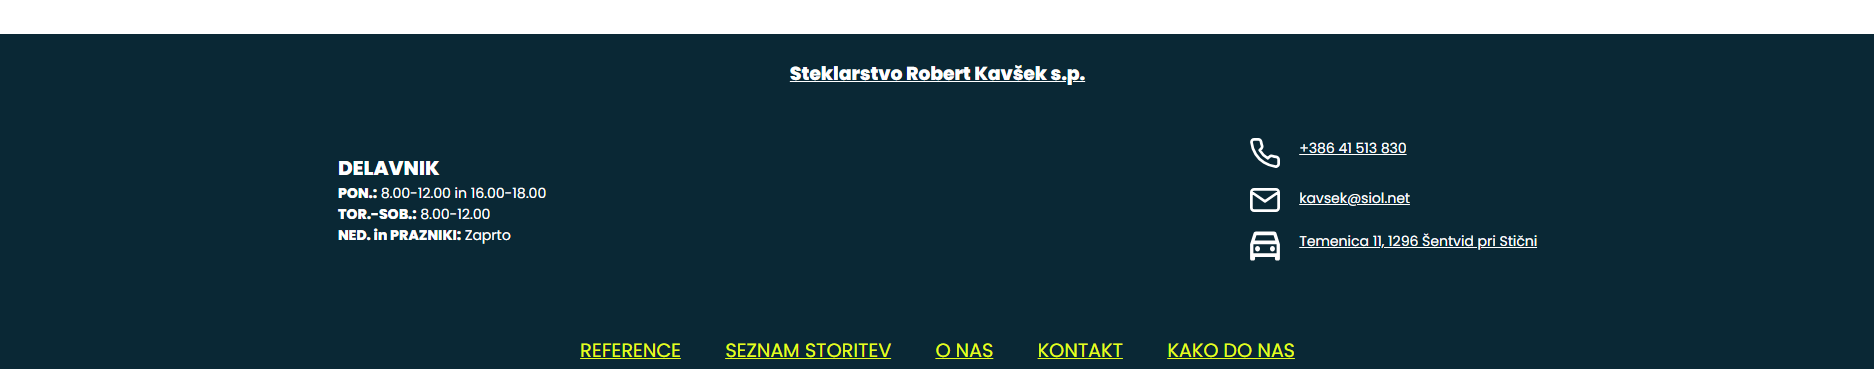 Steklarstvo Robert Kavšek s.p.
DELAVNIK
PON.: 8.00-12.00 in 16.00-18.00
TOR.-SOB.: 8.00-12.00
NED. in PRAZNIKI: Zaprto
+386 41 513 830
kavsek@siol.net
Temenica 11, 1296 Šentvid pri Stični
REFERENCE SEZNAM STORITEV O NAS KONTAKT KAKO DO NAS